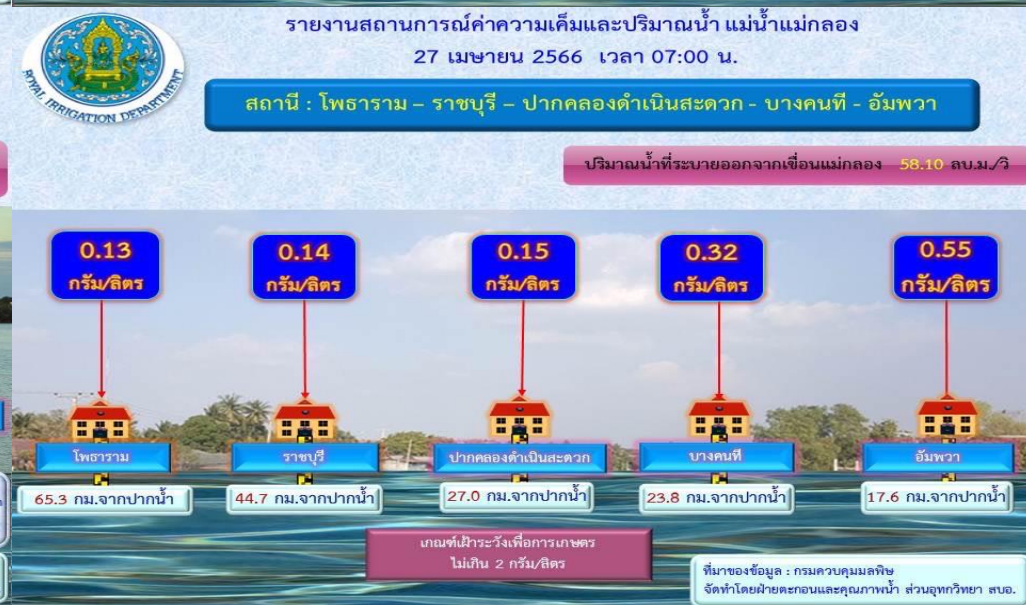 รายงานสถานการณ์ค่าความเค็มและปริมาณน้ำ แม่น้ำแม่กลอง
27 เมษายน 2566 เวลา 07:00 น.
ROYAL IRRIGATION DEPARTMENT
สถานี : โพธาราม – ราชบุรี – ปากคลองดำเนินสะดวก - บางคนที - อัมพวา
ปริมาณน้ำที่ระบายออกจากเขื่อนแม่กลอง 58.10 ลบ.ม./วิ
0.13
กรัม/ลิตร
0.14
กรัม/ลิตร
0.15
กรัม/ลิตร
0.32
กรัม/ลิตร
0.55
กรัม/ลิตร
โพธาราม
ราชบุรี
ปากคลองดำเนินสะดวก
บางคนที
อัมพวา
65.3 กม.จากปากน้ำ
44.7 กม.จากปากน้ำ
27.0 กม.จากปากน้ำ
23.8 กม.จากปากน้ำ
17.6 กม.จากปากน้ำ
เกณฑ์เฝ้าระวังเพื่อการเกษตร
ไม่เกิน 2 กรัม/ลิตร
ที่มาของข้อมูล : กรมควบคุมมลพิษ
จัดทำโดยฝ่ายตะกอนและคุณภาพน้ำ ส่วนอุทกวิทยา สบอ.